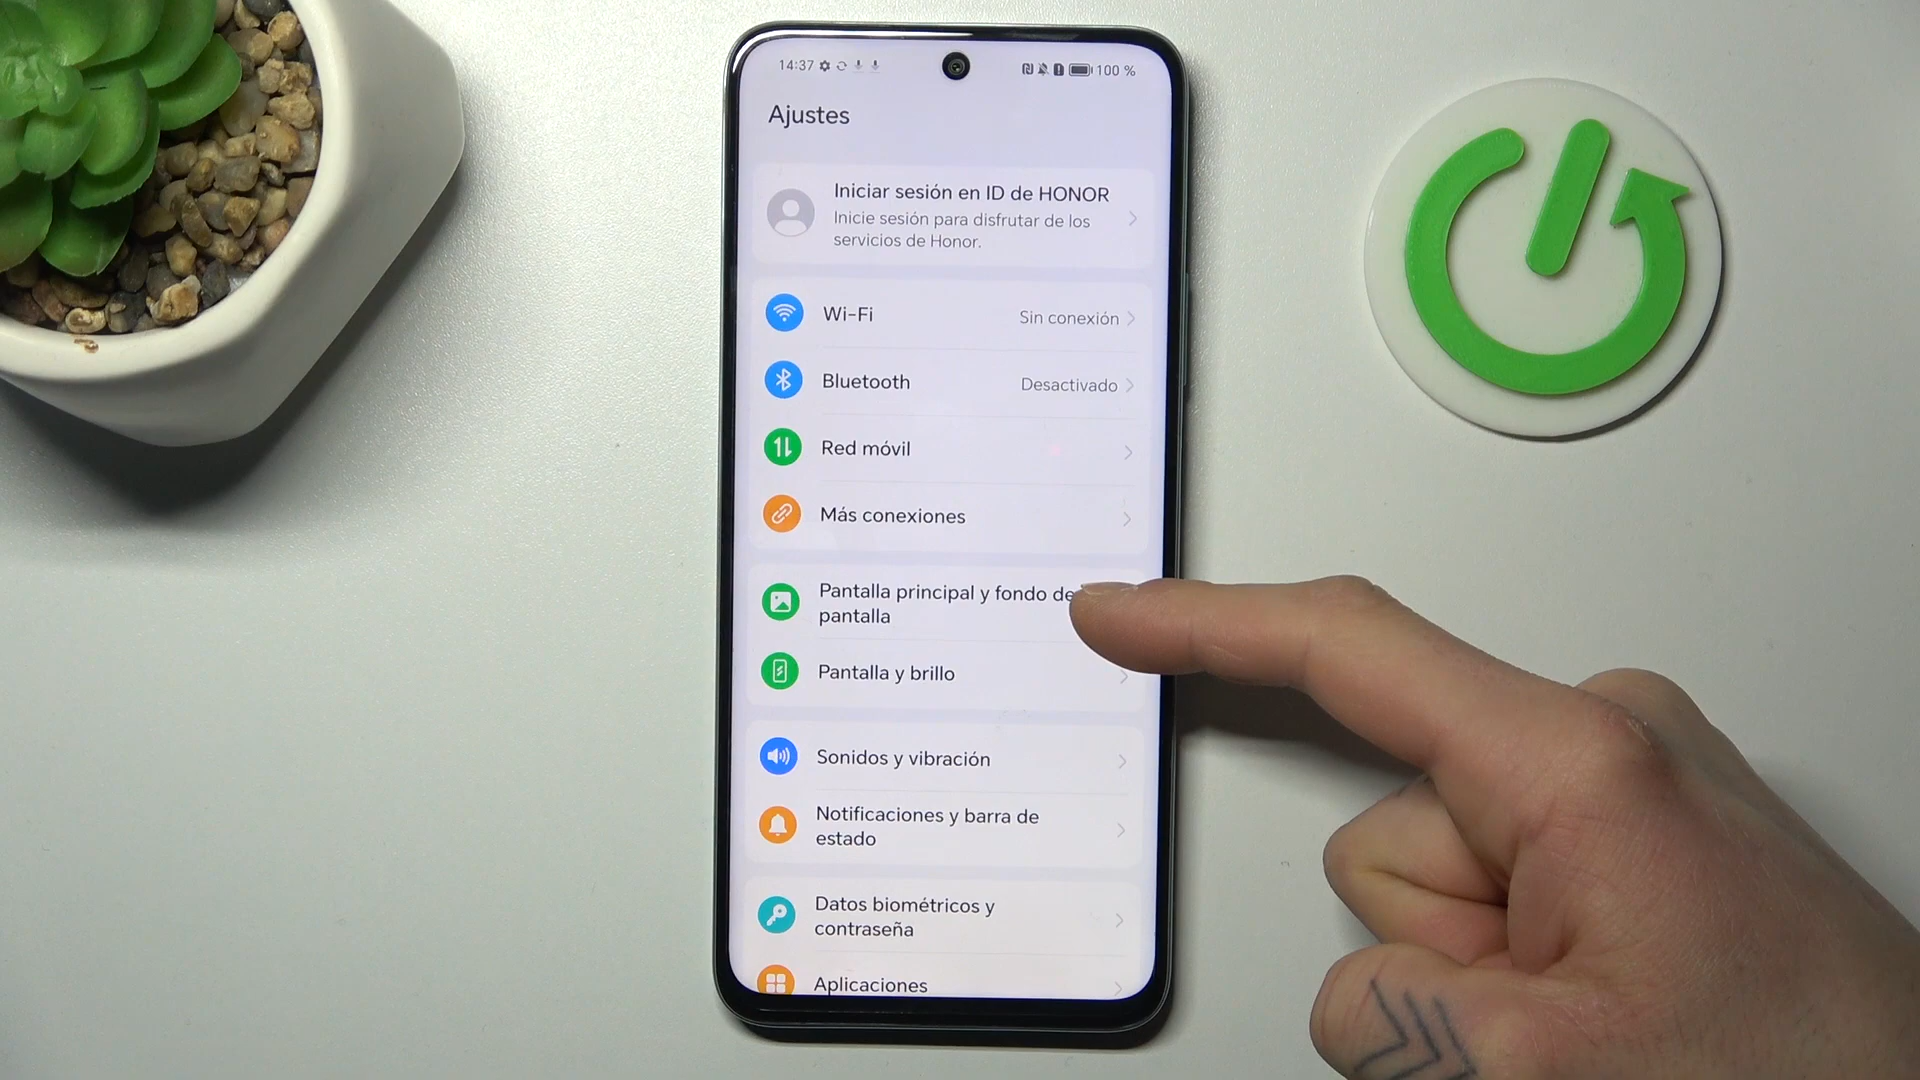 14:37 100 %
Ajustes
Iniciar sesión en ID de HONOR
Inicie sesión para disfrutar de los
servicios de Honor.
Wi-Fi Sin conexión
Bluetooth Desactivado
Red móvil
Más conexiones
Pantalla principal y fondo de
pantalla
Pantalla y brillo
Sonidos y vibración
Notificaciones y barra de
estado
Datos biométricos y
contraseña
Aplicaciones